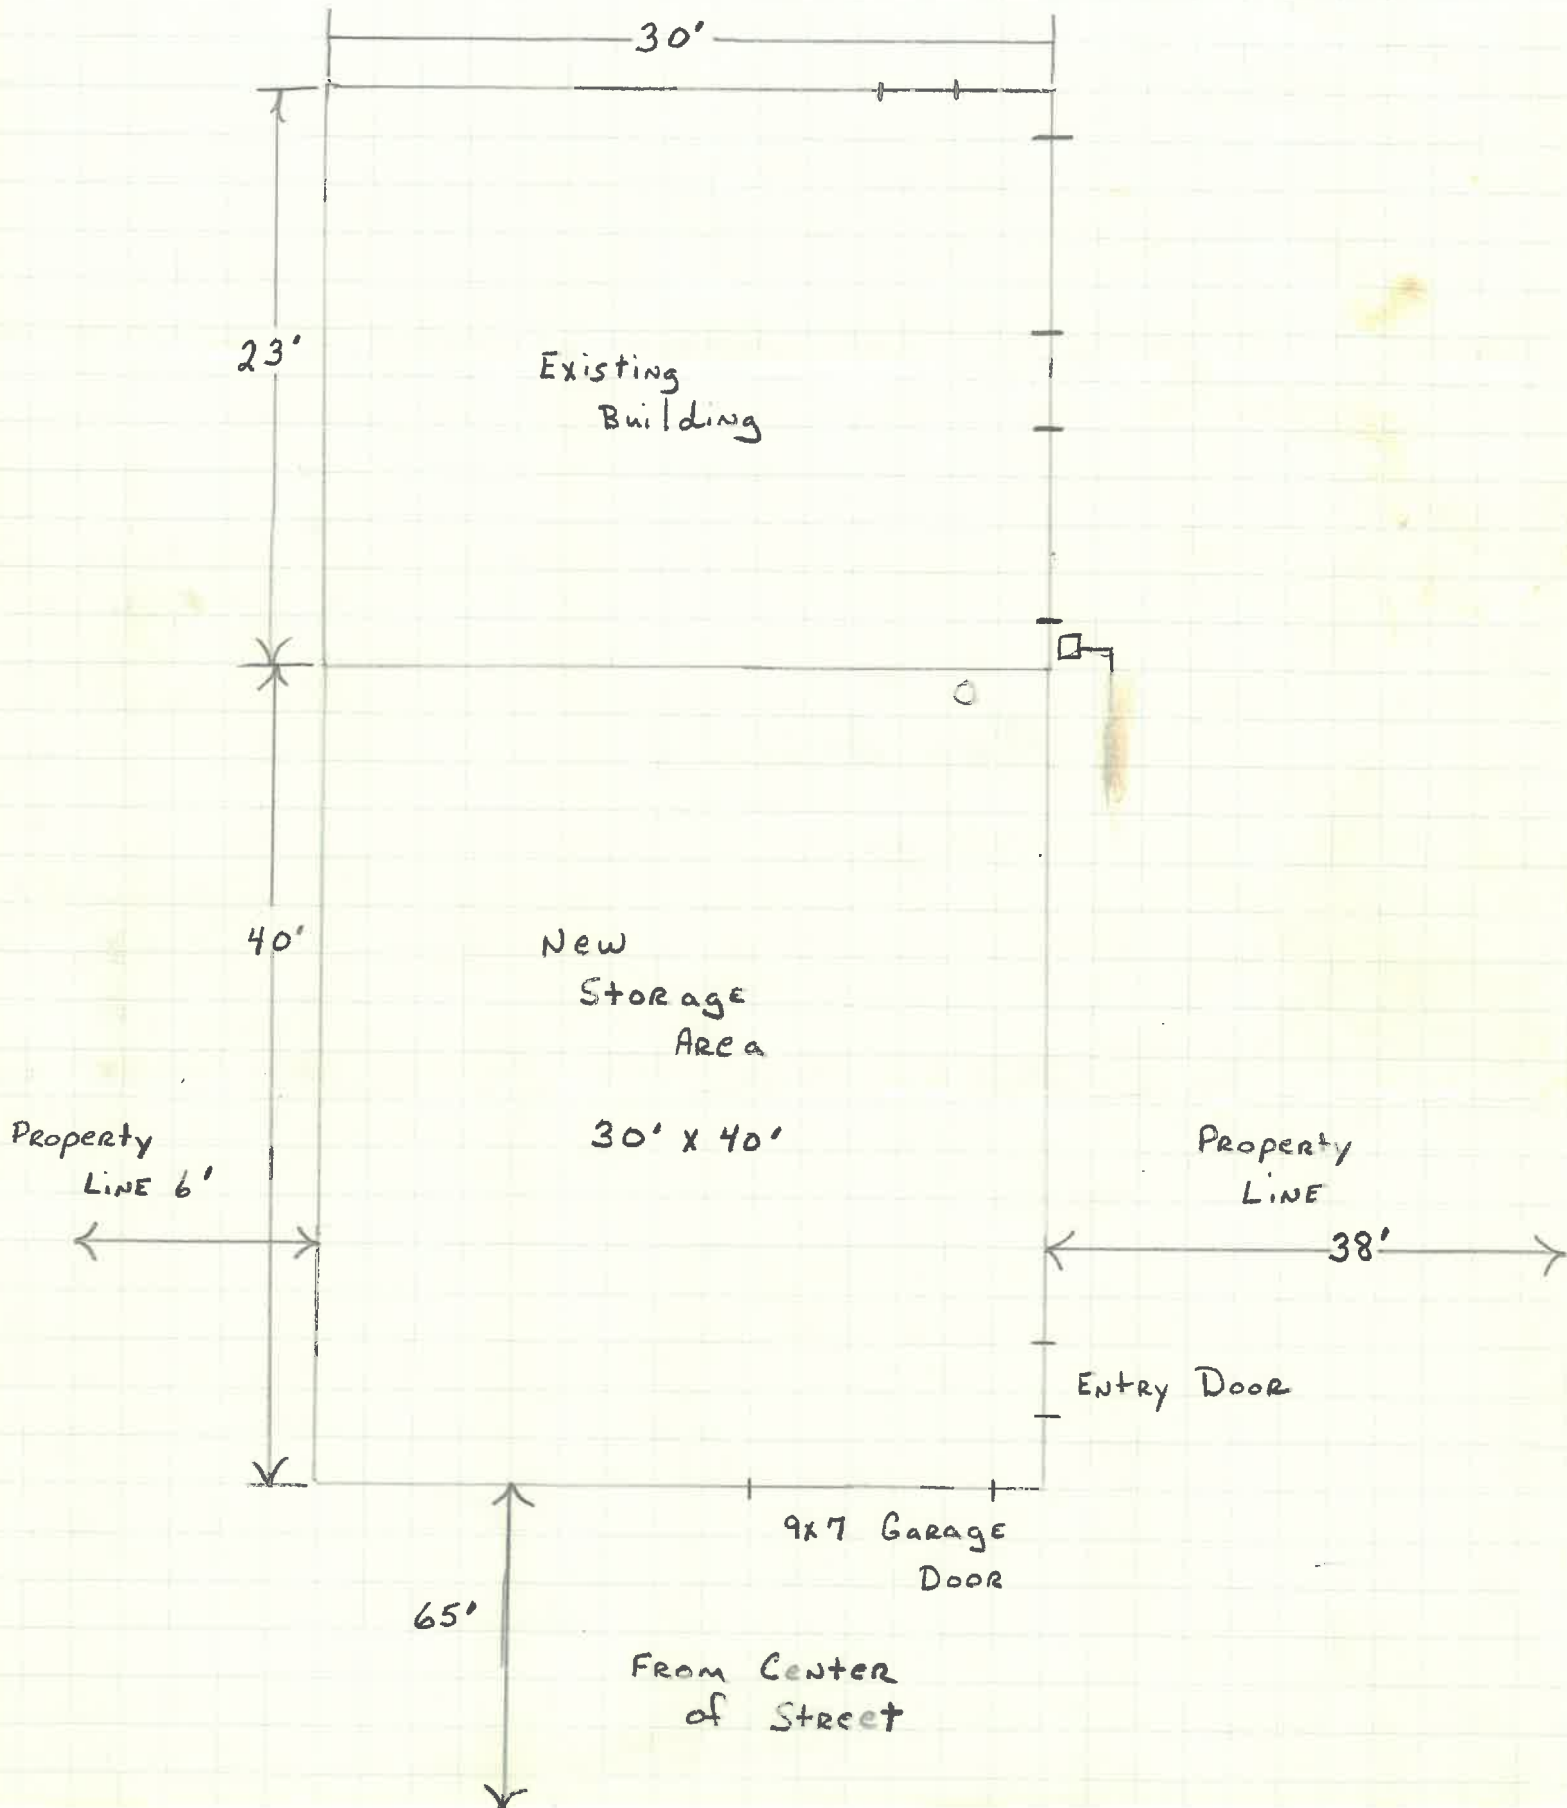 30'
23'
Existing
Building
40'
New
Storage
Area
30' x 40'
Property
Line 6'
Property
Line
38'
Entry Door
9x7 Garage
Door
65'
From Center
of Street